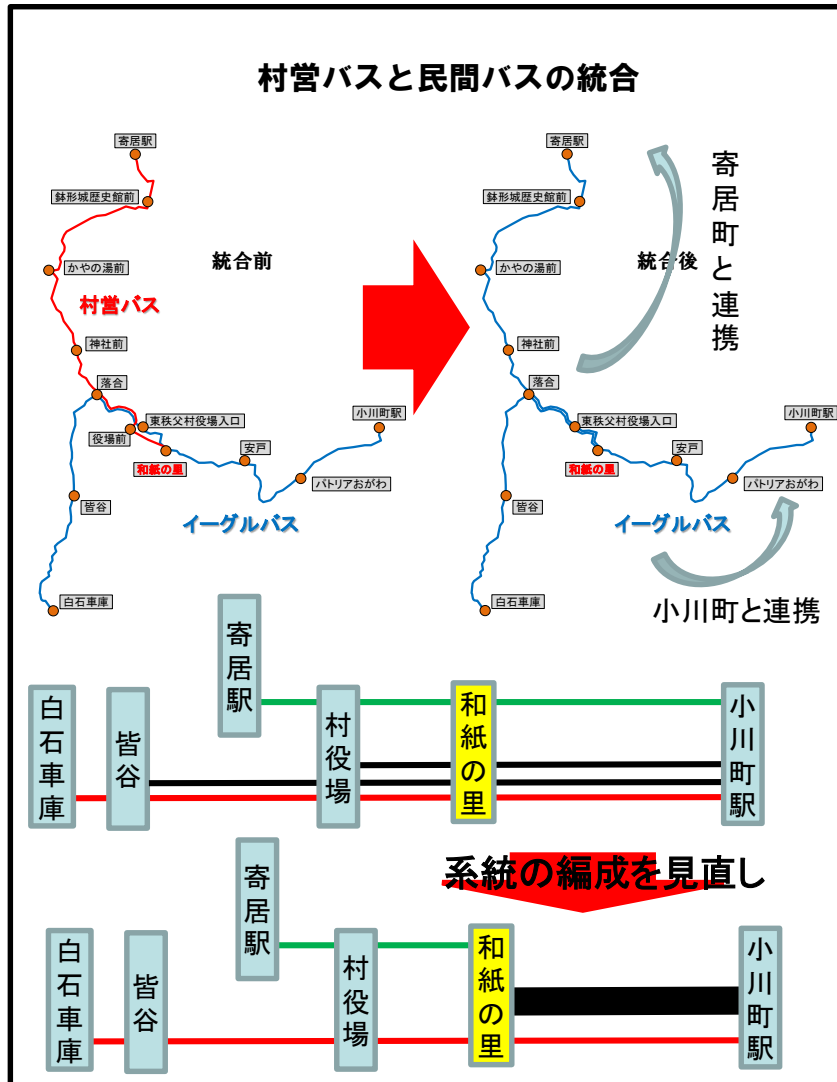 村営バスと民間バスの統合
寄居駅
鉢形城歴史館前
かやの湯前
統合前
村営バス
神社前
落合
東秩父村役場入口
役場前
和紙の里
安戸
小川町駅
パトリアおがわ
皆谷
イーグルバス
白石車庫
寄居駅
鉢形城歴史館前
かやの湯前
統合後
寄居町と連携
神社前
落合
東秩父村役場入口
和紙の里
安戸
小川町駅
パトリアおがわ
皆谷
イーグルバス
白石車庫
小川町と連携
白石車庫
皆谷
寄居駅
村役場
和紙の里
小川町駅
系統の編成を見直し
白石車庫
皆谷
寄居駅
村役場
和紙の里
小川町駅